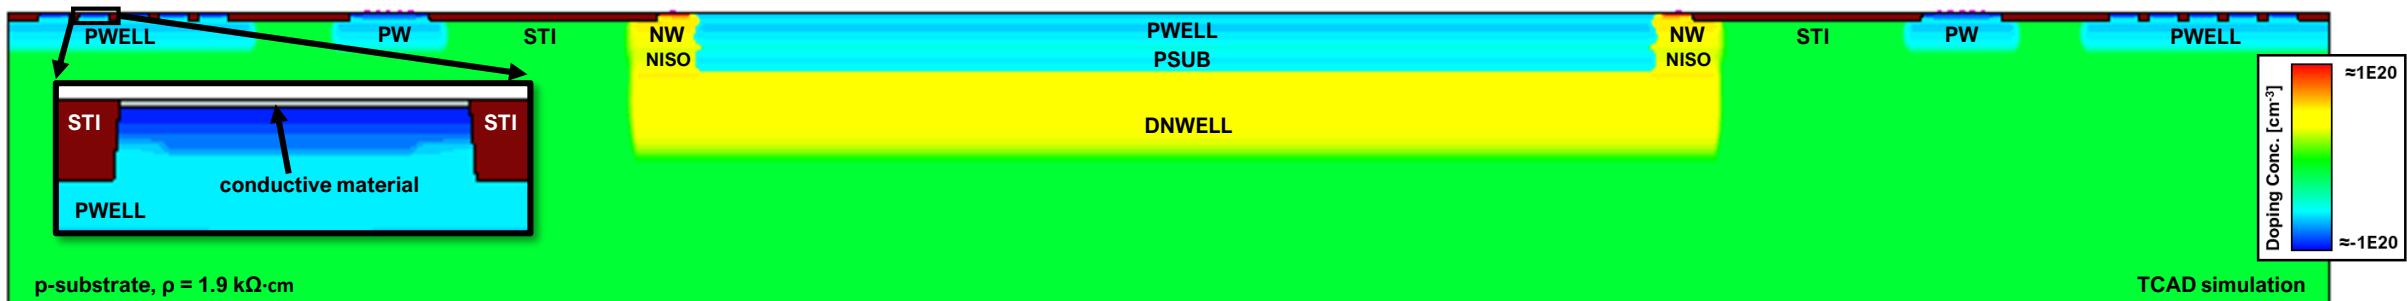 PWELL
PW
STI
NW
NISO
PWELL
PSUB
DNWELL
NW
NISO
STI
PW
PWELL
STI
STI
conductive material
PWELL
Doping Conc. [cm-3]
≈1E20
≈-1E20
p-substrate, ρ = 1.9 kΩ·cm
TCAD simulation